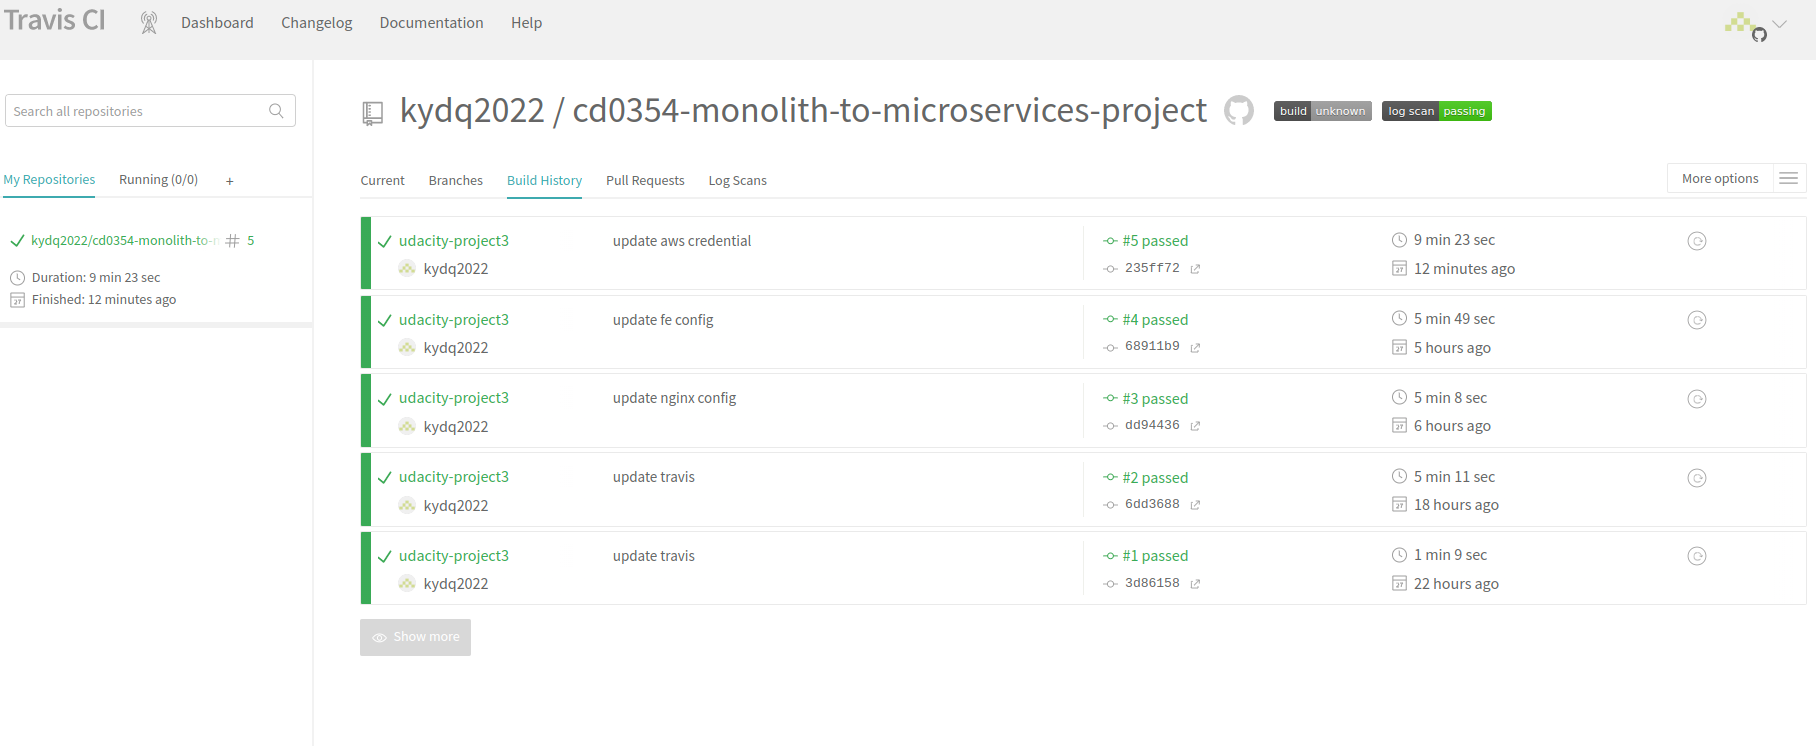 Travis CI Dashboard Changelog Documentation Help
Search all repositories
My Repositories Running (0/0) +
kydq2022/cd0354-monolith-to- # 5
Duration: 9 min 23 sec
Finished: 12 minutes ago
kydq2022 / cd0354-monolith-to-microservices-project build unknown log scan passing
Current Branches Build History Pull Requests Log Scans More options
udacity-project3 update aws credential #5 passed 9 min 23 sec
kydq2022 235ff72 12 minutes ago
udacity-project3 update fe config #4 passed 5 min 49 sec
kydq2022 68911b9 5 hours ago
udacity-project3 update nginx config #3 passed 5 min 8 sec
kydq2022 dd94436 6 hours ago
udacity-project3 update travis #2 passed 5 min 11 sec
kydq2022 6dd3688 18 hours ago
udacity-project3 update travis #1 passed 1 min 9 sec
kydq2022 3d86158 22 hours ago
Show more